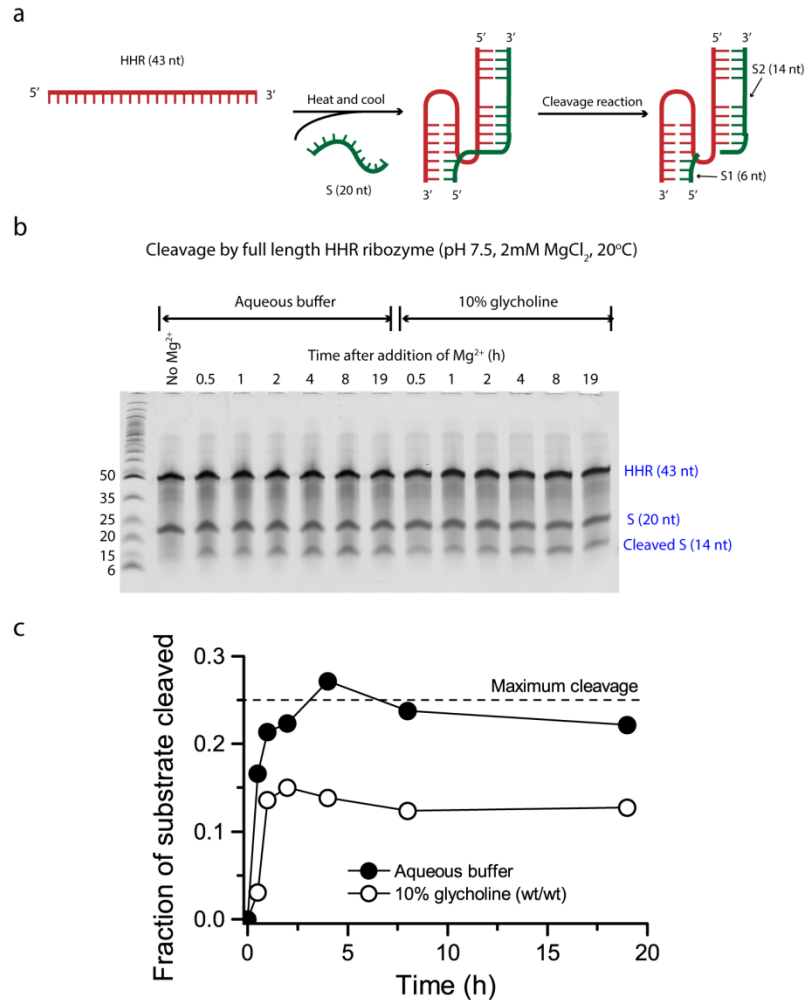 a
HHR (43 nt)
5′ 3′
Heat and cool
S (20 nt)
5′ 3′
3′ 5′
Cleavage reaction
5′ 3′
S2 (14 nt)
S1 (6 nt)
3′ 5′
b
Cleavage by full length HHR ribozyme (pH 7.5, 2mM MgCl₂, 20°C)
Aqueous buffer 10% glycholine
No Mg²⁺
Time after addition of Mg²⁺ (h)
0.5 1 2 4 8 19 0.5 1 2 4 8 19
50
35
25
20
15
6
HHR (43 nt)
S (20 nt)
Cleaved S (14 nt)
c
Fraction of substrate cleaved
0.3
0.2
0.1
0.0
Maximum cleavage
Aqueous buffer
10% glycholine (wt/wt)
0 5 10 15 20
Time (h)